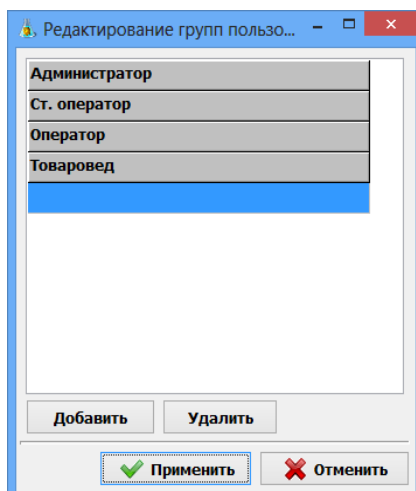 Редактирование групп пользо...
Администратор
Ст. оператор
Оператор
Товаровед
Добавить Удалить
Применить Отменить